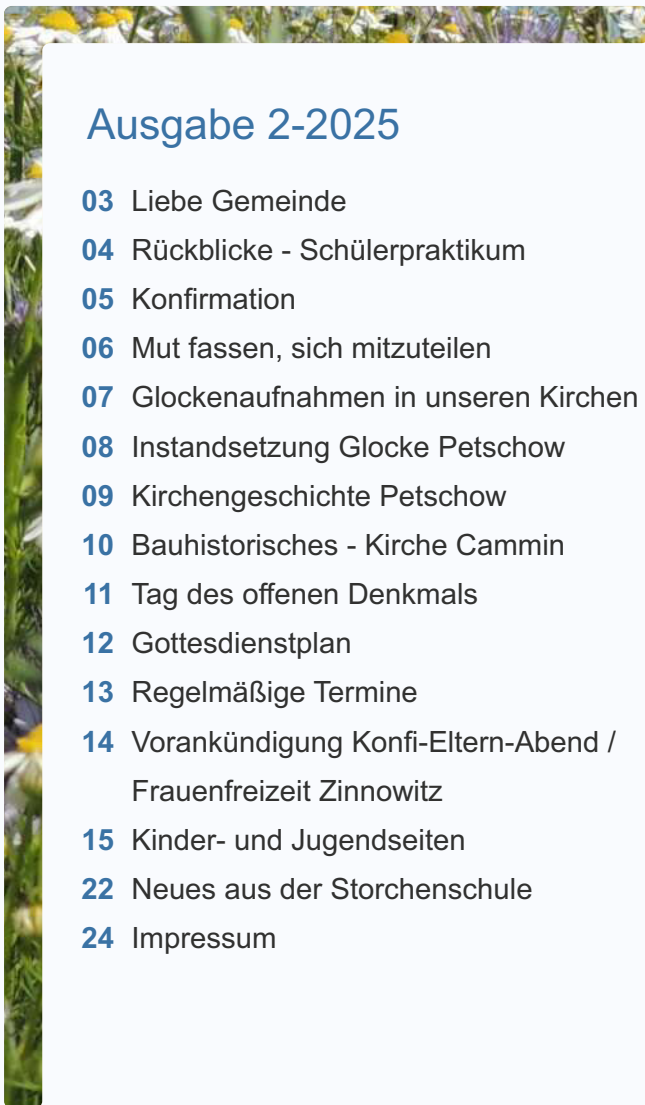 Ausgabe 2-2025
03 Liebe Gemeinde
04 Rückblicke - Schülerpraktikum
05 Konfirmation
06 Mut fassen, sich mitzuteilen
07 Glockenaufnahmen in unseren Kirchen
08 Instandsetzung Glocke Petschow
09 Kirchengeschichte Petschow
10 Bauhistorisches - Kirche Cammin
11 Tag des offenen Denkmals
12 Gottesdienstplan
13 Regelmäßige Termine
14 Vorankündigung Konfi-Eltern-Abend /
Frauenfreizeit Zinnowitz
15 Kinder- und Jugendseiten
22 Neues aus der Storchenschule
24 Impressum